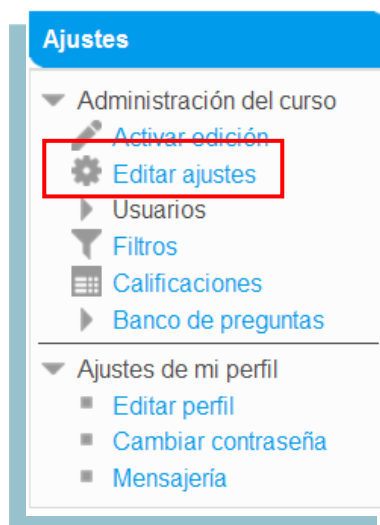 Ajustes
Administración del curso
Activar edición
Editar ajustes
Usuarios
Filtros
Calificaciones
Banco de preguntas
Ajustes de mi perfil
Editar perfil
Cambiar contraseña
Mensajería